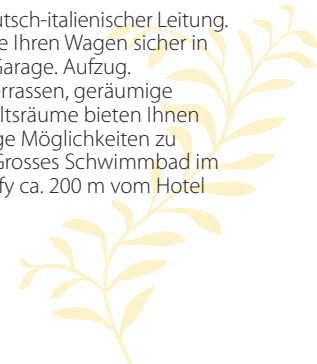 utsch-italienischer Leitung.
e Ihren Wagen sicher in
Garage. Aufzug.
errassen, geräumige
ltsräume bieten Ihnen
ge Möglichkeiten zu
Grosses Schwimmbad im
fy ca. 200 m vom Hotel